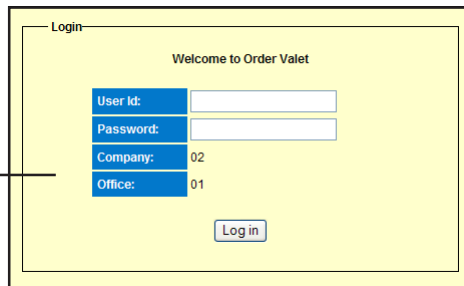 Login
Welcome to Order Valet
User Id:
Password:
Company: 02
Office: 01
Log in